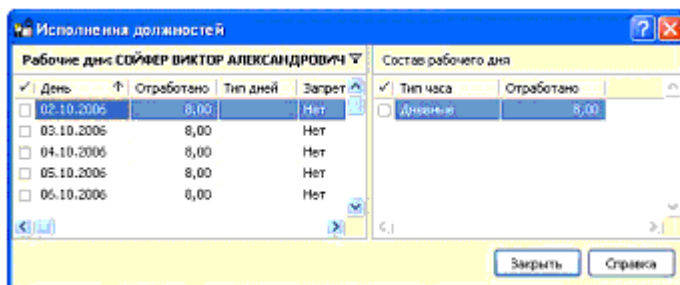 Исполнения должностей
Рабочие дни: СОЙФЕР ВИКТОР АЛЕКСАНДРОВИЧ
Состав рабочего дня
День Отработано Тип дней Запрет
Тип часа Отработано
02.10.2006 8,00 Нет
Дневные 8,00
03.10.2006 8,00 Нет
04.10.2006 8,00 Нет
05.10.2006 8,00 Нет
06.10.2006 8,00 Нет
Закрыть Справка